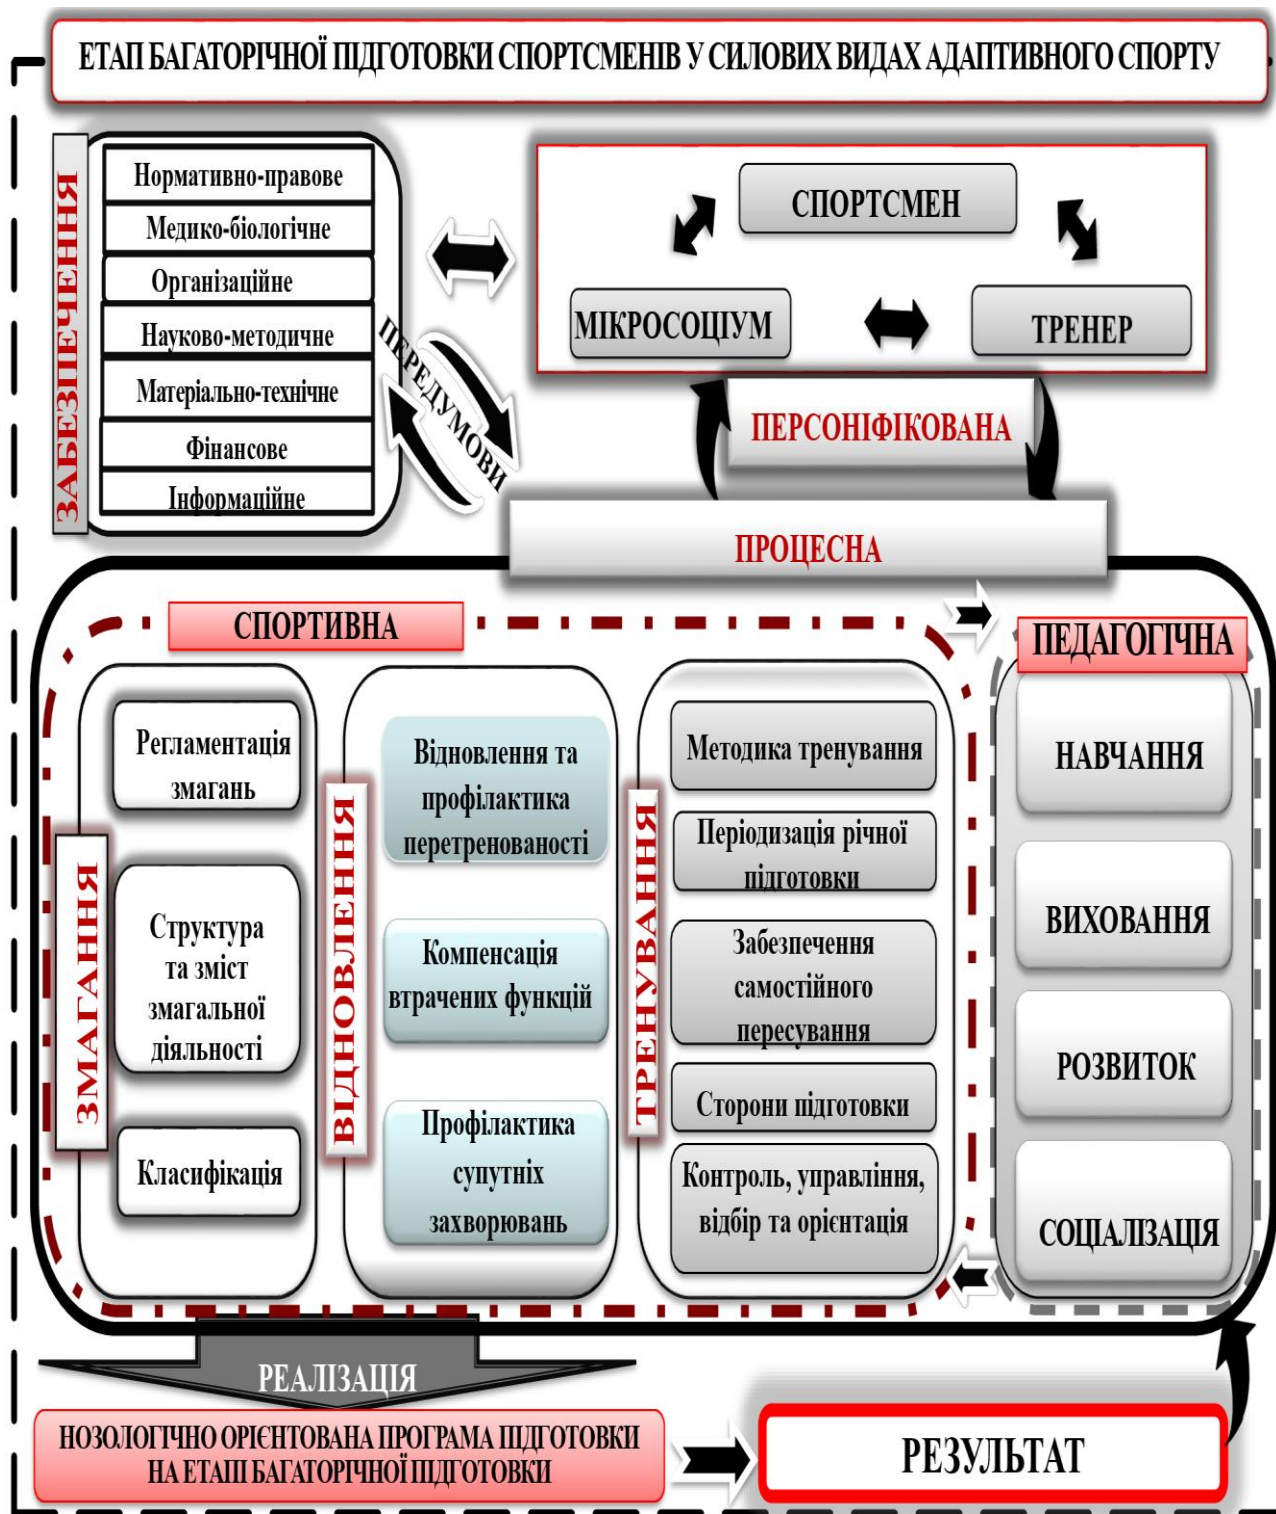 ЕТАП БАГАТОРІЧНОЇ ПІДГОТОВКИ СПОРТСМЕНІВ У СИЛОВИХ ВИДАХ АДАПТИВНОГО СПОРТУ
ЗАБЕЗПЕЧЕННЯ
Нормативно-правове
Медико-біологічне
Організаційне
Науково-методичне
Матеріально-технічне
Фінансове
Інформаційне
ПЕРЕДУМОВИ
СПОРТСМЕН
МІКРОСОЦІУМ
ТРЕНЕР
ПЕРСОНІФІКОВАНА
ПРОЦЕСНА
СПОРТИВНА
ЗМАГАННЯ
Регламентація
змагань
Структура
та зміст
змагальної
діяльності
Класифікація
ВІДНОВЛЕННЯ
Відновлення та
профілактика
перетренованості
Компенсація
втрачених функцій
Профілактика
супутніх
захворювань
ТРЕНУВАННЯ
Методика тренування
Періодизація річної
підготовки
Забезпечення
самостійного
пересування
Сторони підготовки
Контроль, управління,
відбір та орієнтація
ПЕДАГОГІЧНА
НАВЧАННЯ
ВИХОВАННЯ
РОЗВИТОК
СОЦІАЛІЗАЦІЯ
РЕАЛІЗАЦІЯ
НОЗОЛОГІЧНО ОРІЄНТОВАНА ПРОГРАМА ПІДГОТОВКИ
НА ЕТАПІ БАГАТОРІЧНОЇ ПІДГОТОВКИ
РЕЗУЛЬТАТ